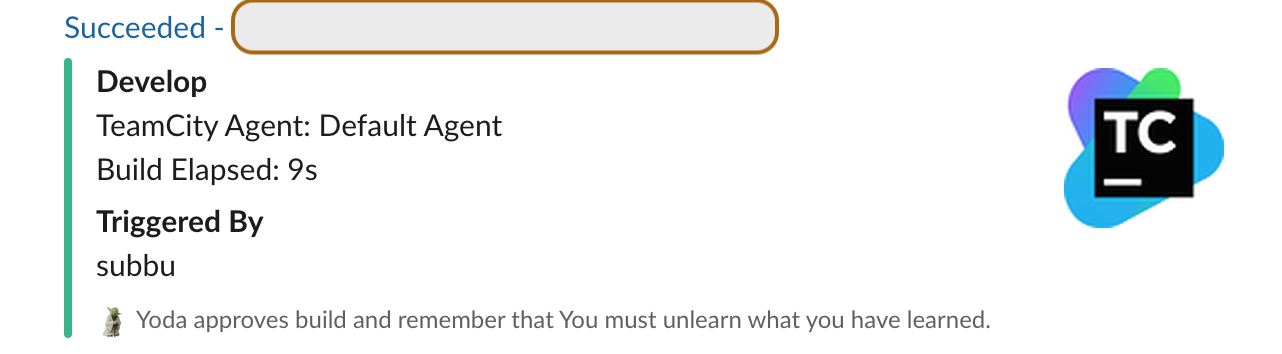 Succeeded -
Develop
TeamCity Agent: Default Agent
Build Elapsed: 9s
Triggered By
subbu
Yoda approves build and remember that You must unlearn what you have learned.
TC